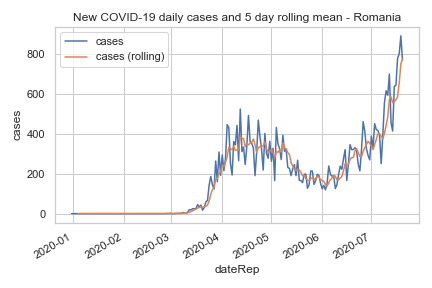 New COVID-19 daily cases and 5 day rolling mean - Romania
cases
cases (rolling)
800
600
400
200
0
cases
2020-01
2020-02
2020-03
2020-04
2020-05
2020-06
2020-07
dateRep